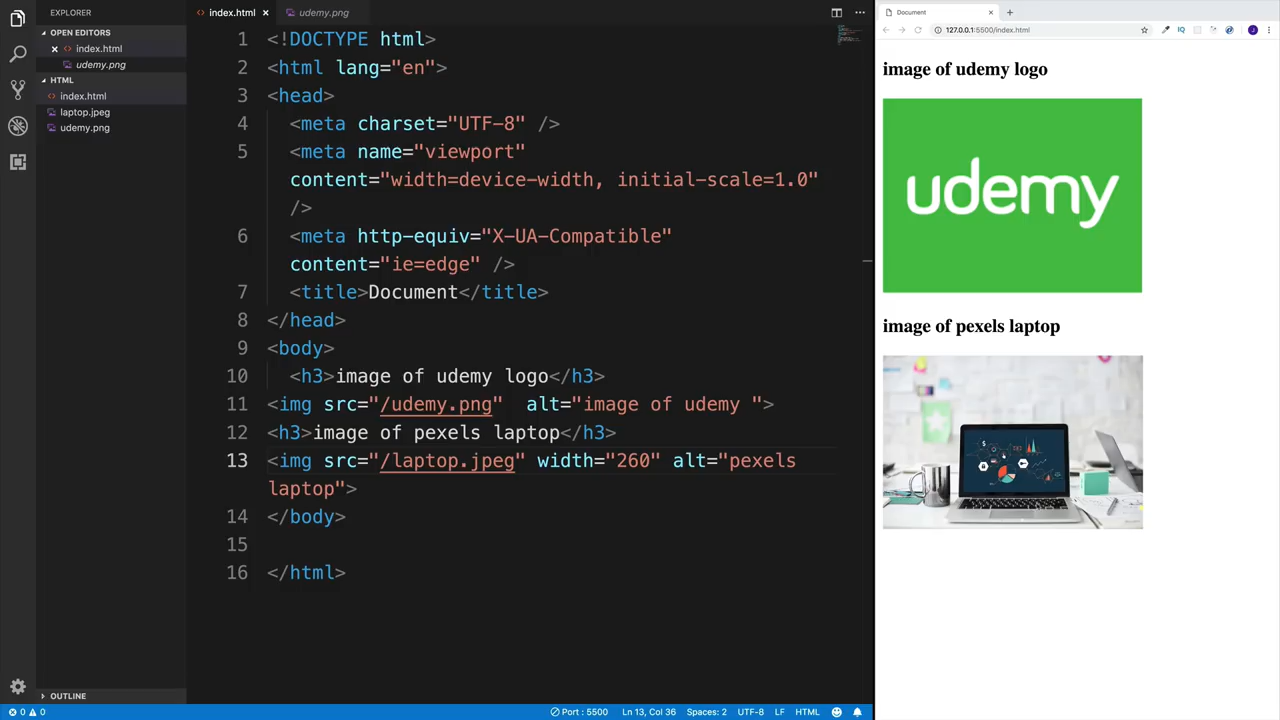 EXPLORER
OPEN EDITORS
index.html
udemy.png
HTML
index.html
laptop.jpeg
udemy.png
OUTLINE
index.html
udemy.png
1 <!DOCTYPE html>
2 <html lang="en">
3 <head>
4 <meta charset="UTF-8" />
5 <meta name="viewport"
content="width=device-width, initial-scale=1.0"
/>
6 <meta http-equiv="X-UA-Compatible"
content="ie=edge" />
7 <title>Document</title>
8 </head>
9 <body>
10 <h3>image of udemy logo</h3>
11 <img src="/udemy.png"  alt="image of udemy ">
12 <h3>image of pexels laptop</h3>
13 <img src="/laptop.jpeg" width="260" alt="pexels
laptop">
14 </body>
15
16 </html>
0 0
Port : 5500
Ln 13, Col 36
Spaces: 2
UTF-8
LF
HTML
Document
127.0.0.1:5500/index.html
IQ
J
image of udemy logo
udemy
image of pexels laptop